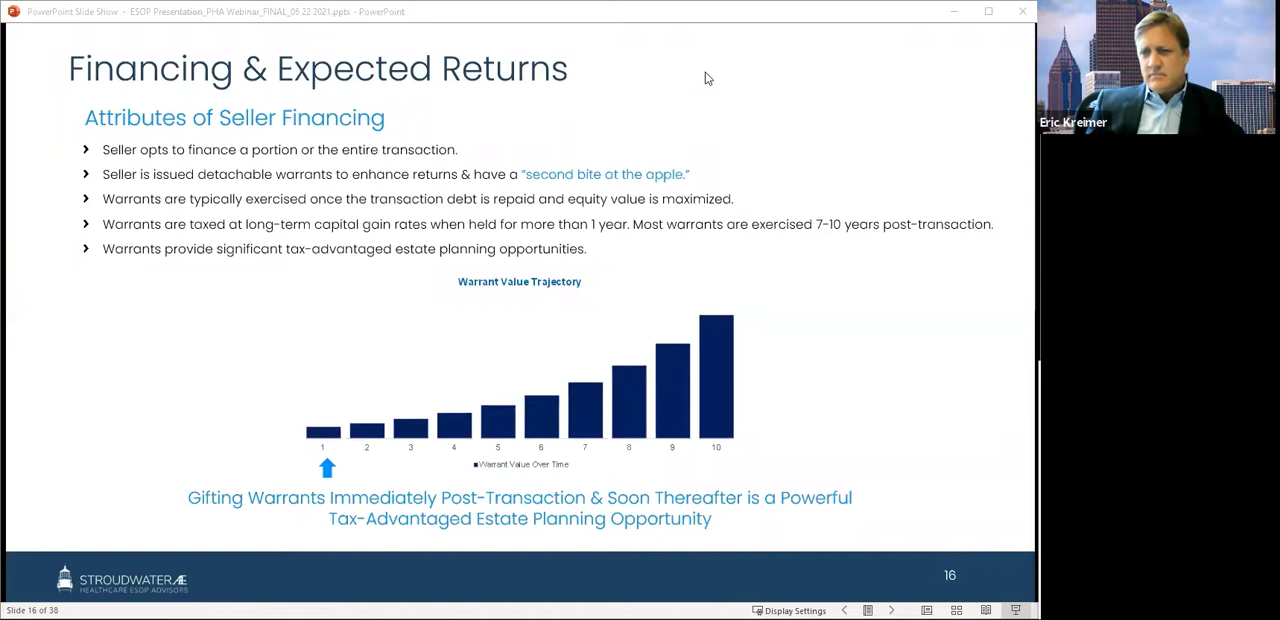 PowerPoint Slide Show - ESOP Presentation_PHA Webinar_FINAL_06 22 2021.pptx - PowerPoint
Financing & Expected Returns
Attributes of Seller Financing
Seller opts to finance a portion or the entire transaction.
Seller is issued detachable warrants to enhance returns & have a “second bite at the apple.”
Warrants are typically exercised once the transaction debt is repaid and equity value is maximized.
Warrants are taxed at long-term capital gain rates when held for more than 1 year. Most warrants are exercised 7-10 years post-transaction.
Warrants provide significant tax-advantaged estate planning opportunities.
Warrant Value Trajectory
1 2 3 4 5 6 7 8 9 10
Warrant Value Over Time
Gifting Warrants Immediately Post-Transaction & Soon Thereafter is a Powerful
Tax-Advantaged Estate Planning Opportunity
STROUDWATER Æ
HEALTHCARE ESOP ADVISORS
16
Slide 16 of 38
Display Settings
Eric Kreimer